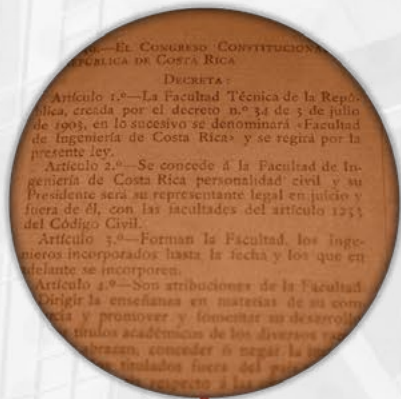 .—EL CONGRESO CONSTITUCIONA
REPÚBLICA DE COSTA RICA
DECRETA:
Artículo 1.º—La Facultad Técnica de la Repú-
blica, creada por el decreto n.º 34 de 3 de julio
de 1903, en lo sucesivo se denominará «Facultad
de Ingeniería de Costa Rica» y se regirá por la
presente ley.
Artículo 2.º—Se concede á la Facultad de In-
geniería de Costa Rica personalidad civil y su
Presidente será su representante legal en juicio y
fuera de él, con las facultades del artículo 1253
del Código Civil.
Artículo 3.º—Forman la Facultad, los inge-
nieros incorporados hasta la fecha y los que en
adelante se incorporen.
Artículo 4.º—Son atribuciones de la Facultad
Dirigir la enseñanza en materias de su com
y promover y fomentar su desarrollo
títulos académicos de los diversos
abrazan, conceder ó negar la
titulados fuera del
respecto á las